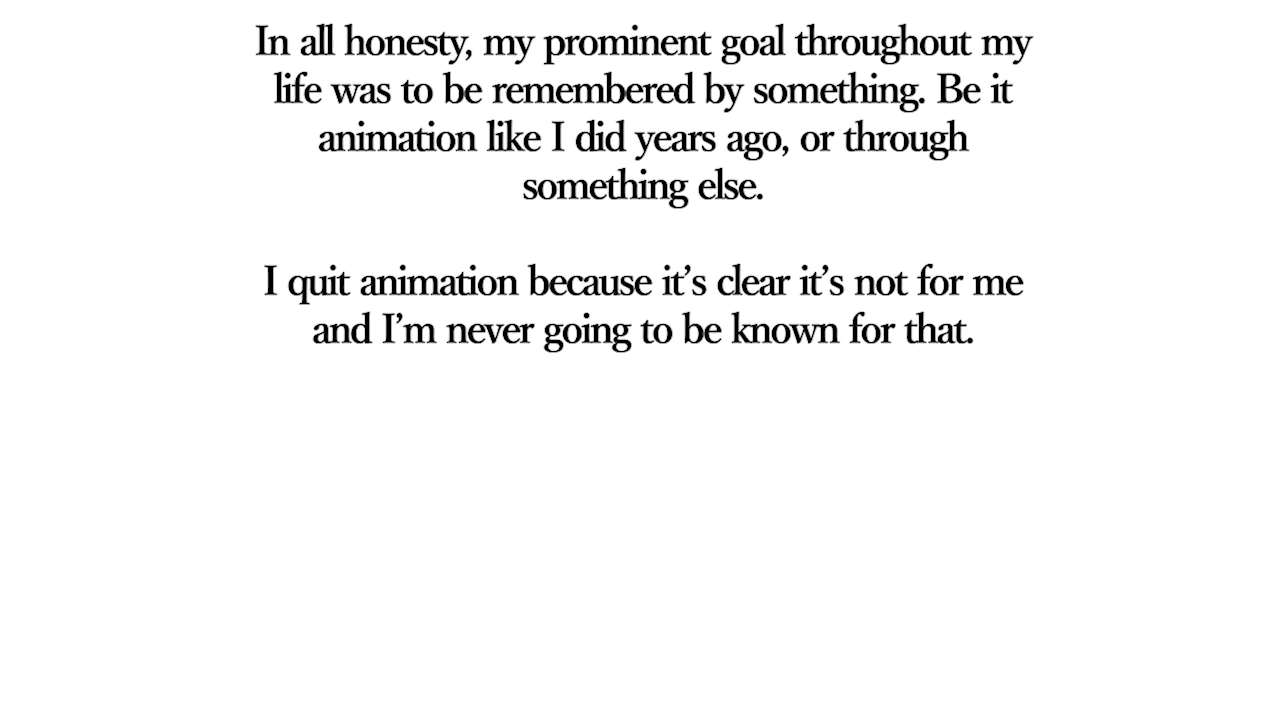 In all honesty, my prominent goal throughout my
life was to be remembered by something. Be it
animation like I did years ago, or through
something else.
I quit animation because it’s clear it’s not for me
and I’m never going to be known for that.